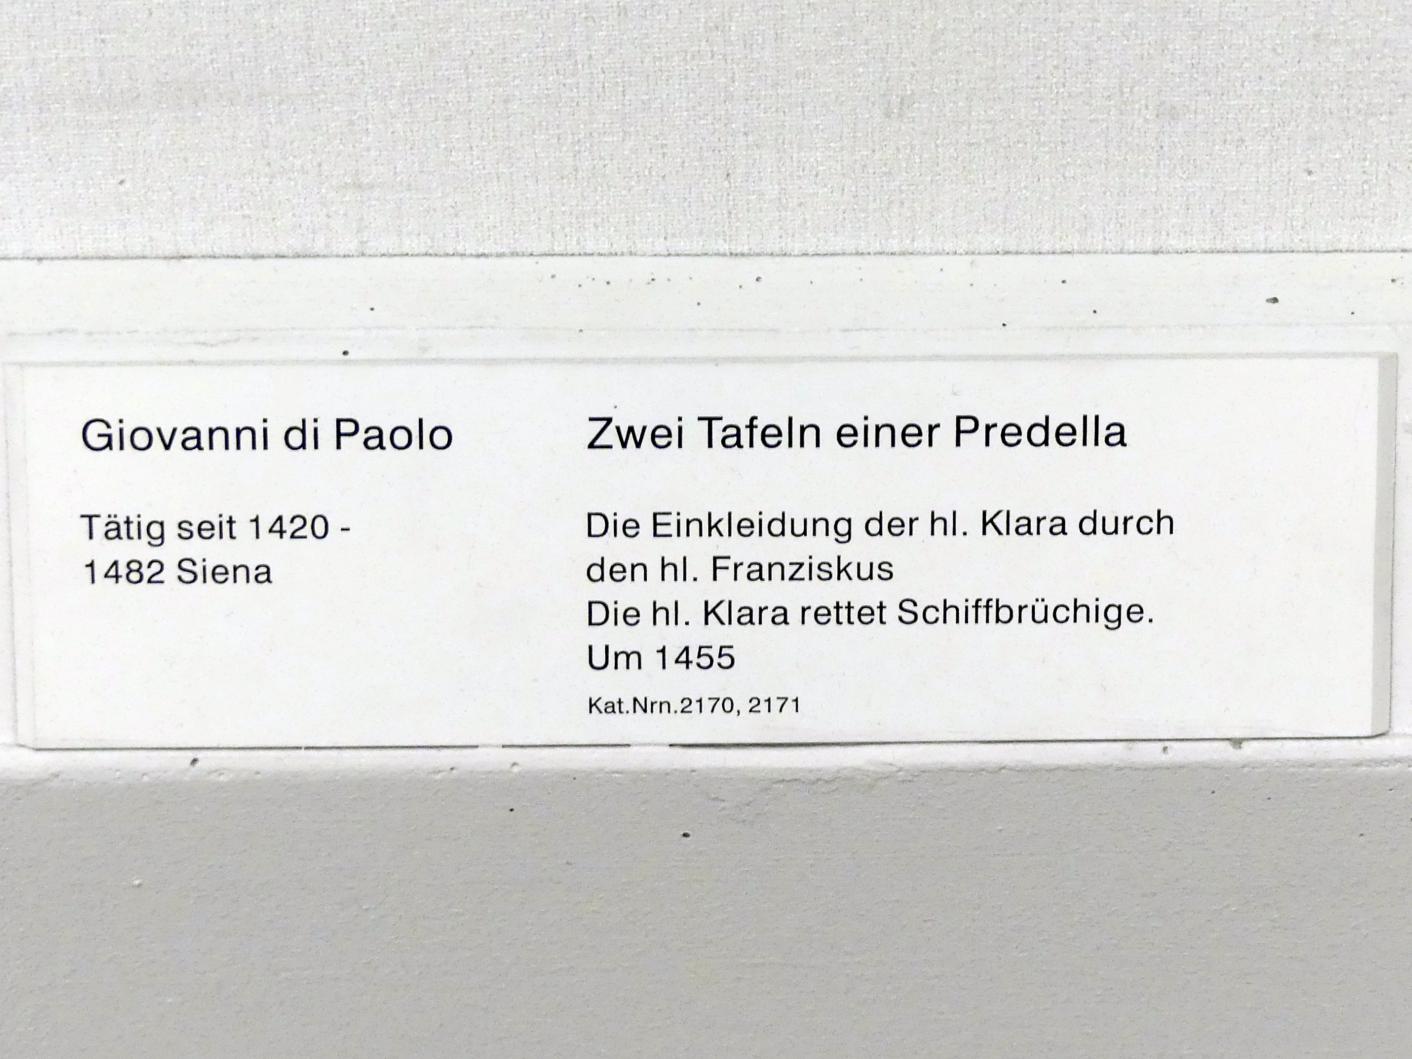 Giovanni di Paolo
Tätig seit 1420 -
1482 Siena
Zwei Tafeln einer Predella
Die Einkleidung der hl. Klara durch
den hl. Franziskus
Die hl. Klara rettet Schiffbrüchige.
Um 1455
Kat.Nrn.2170, 2171